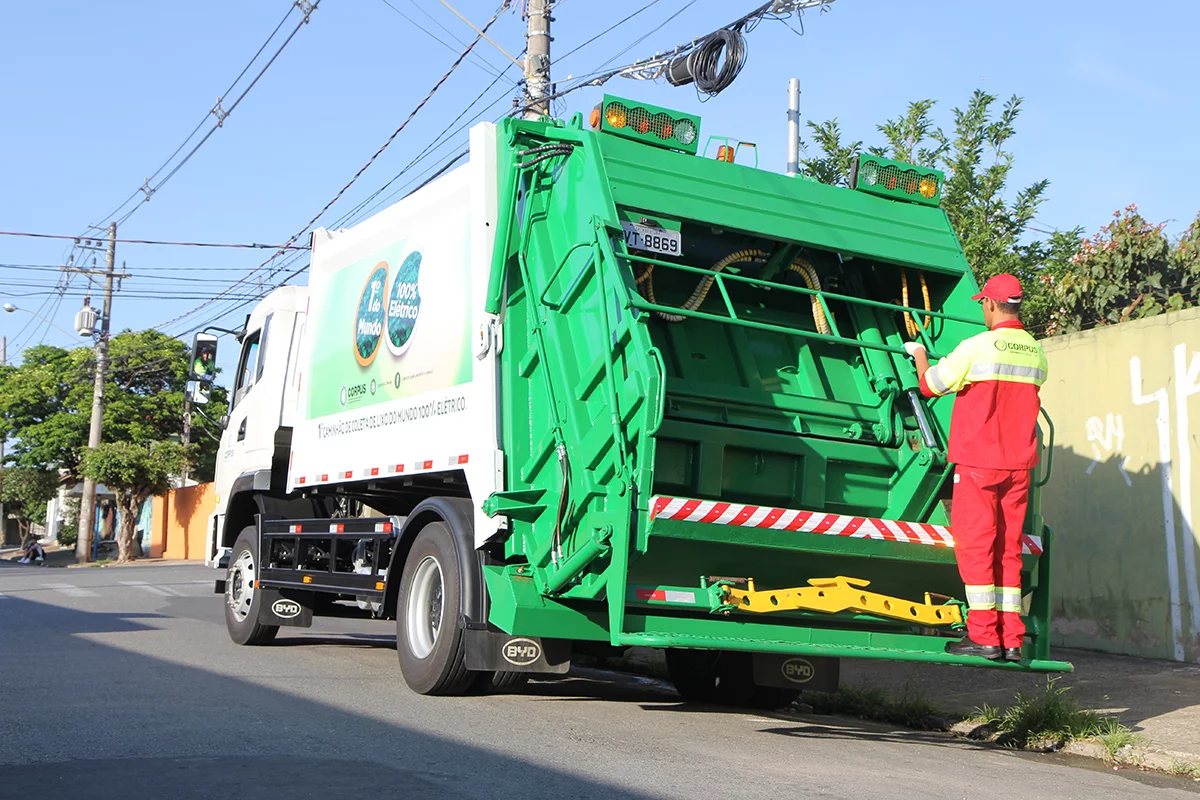 1º do
Mundo
100%
Elétrico
CORPUS
1º CAMINHÃO DE COLETA DE LIXO DO MUNDO 100% ELÉTRICO.
VT-8869
CORPUS
BYD
BYD
BYD